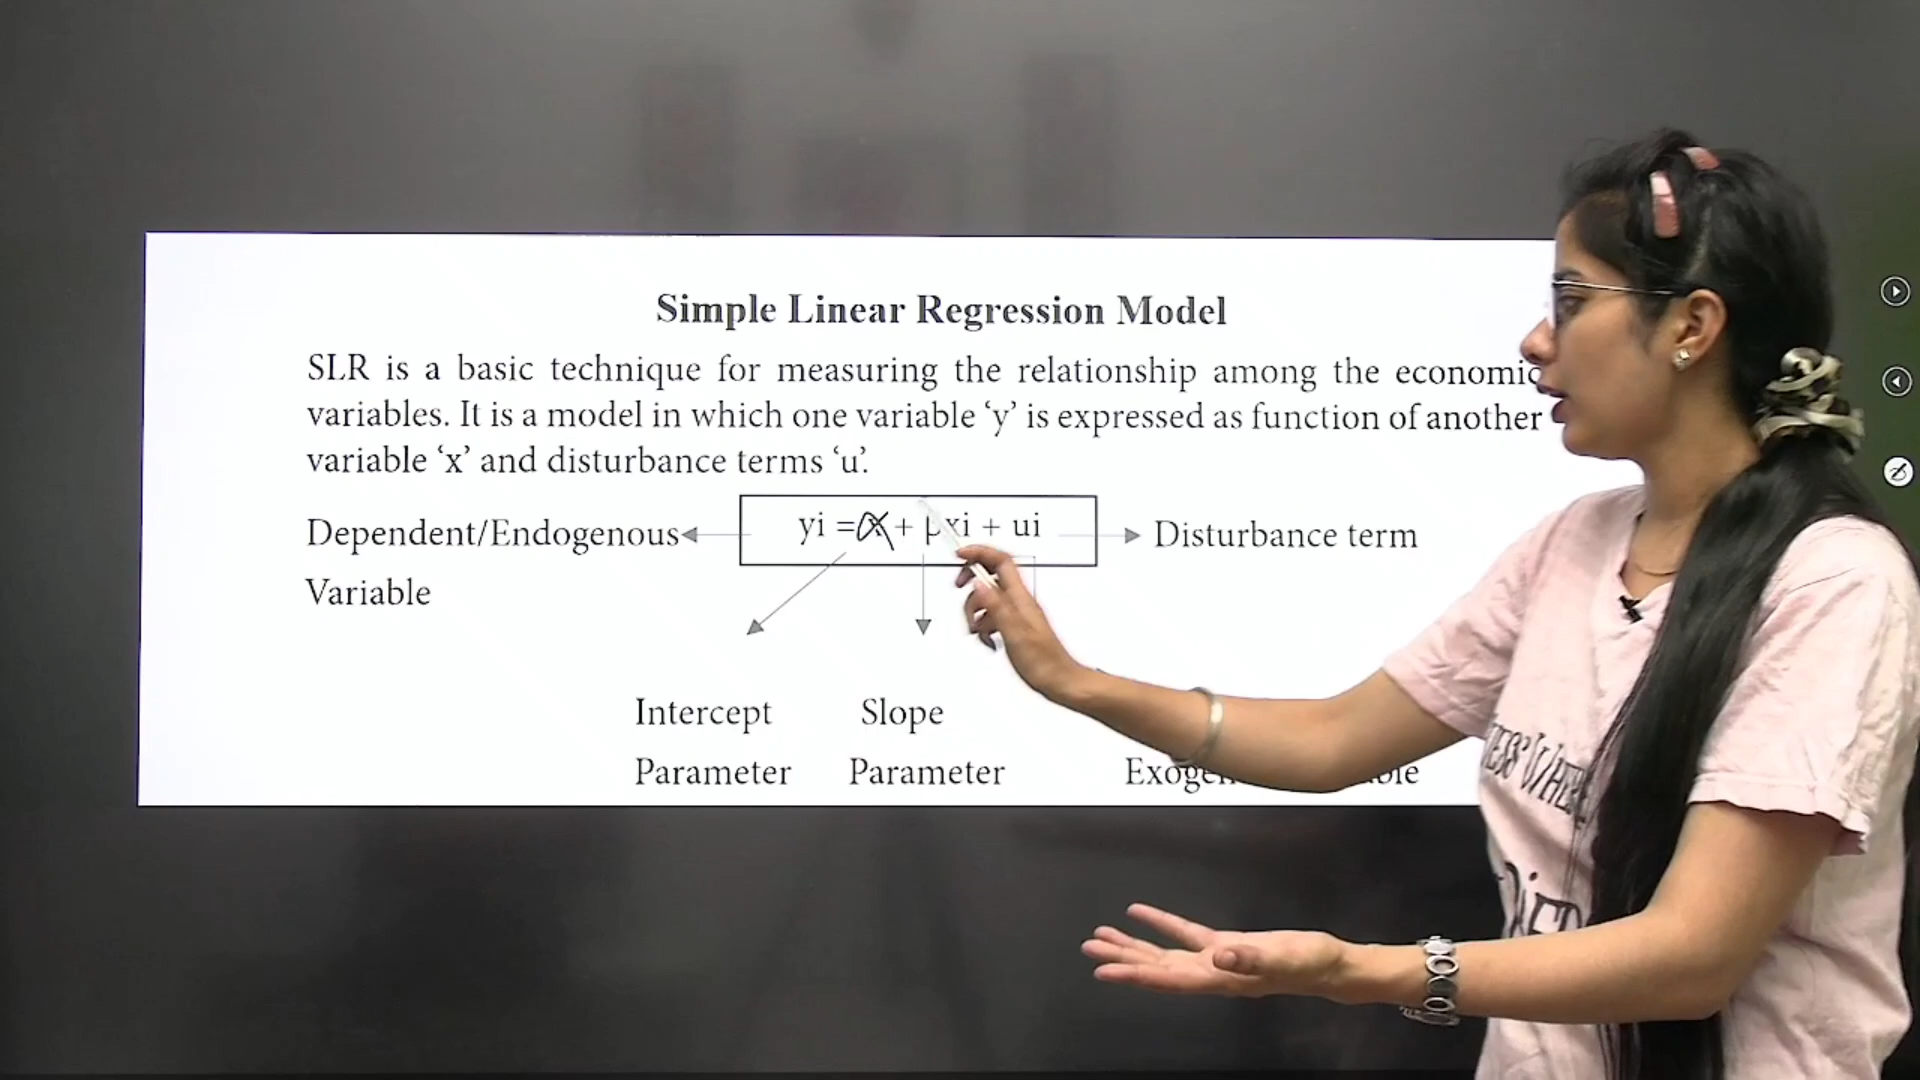 Simple Linear Regression Model
SLR is a basic technique for measuring the relationship among the economic
variables. It is a model in which one variable ‘y’ is expressed as function of another
variable ‘x’ and disturbance terms ‘u’.
Dependent/Endogenous
Variable
yi = α + β xi + ui
Disturbance term
Intercept
Parameter
Slope
Parameter